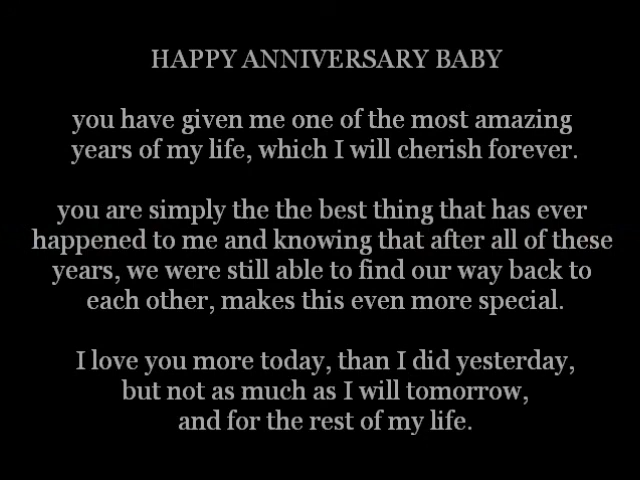 HAPPY ANNIVERSARY BABY
you have given me one of the most amazing
years of my life, which I will cherish forever.
you are simply the the best thing that has ever
happened to me and knowing that after all of these
years, we were still able to find our way back to
each other, makes this even more special.
I love you more today, than I did yesterday,
but not as much as I will tomorrow,
and for the rest of my life.